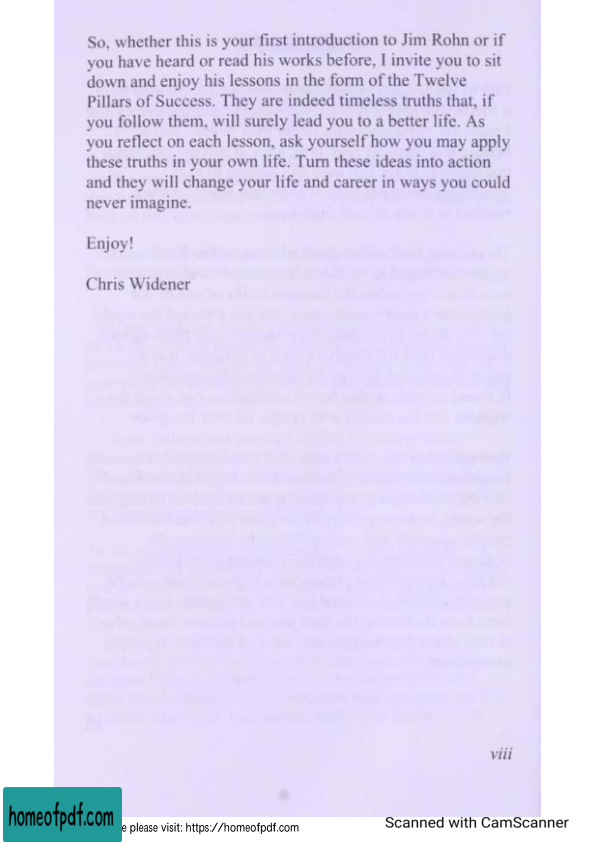 So, whether this is your first introduction to Jim Rohn or if
you have heard or read his works before, I invite you to sit
down and enjoy his lessons in the form of the Twelve
Pillars of Success. They are indeed timeless truths that, if
you follow them, will surely lead you to a better life. As
you reflect on each lesson, ask yourself how you may apply
these truths in your own life. Turn these ideas into action
and they will change your life and career in ways you could
never imagine.
Enjoy!
Chris Widener
viii
homeofpdf.com
please visit: https://homeofpdf.com
Scanned with CamScanner